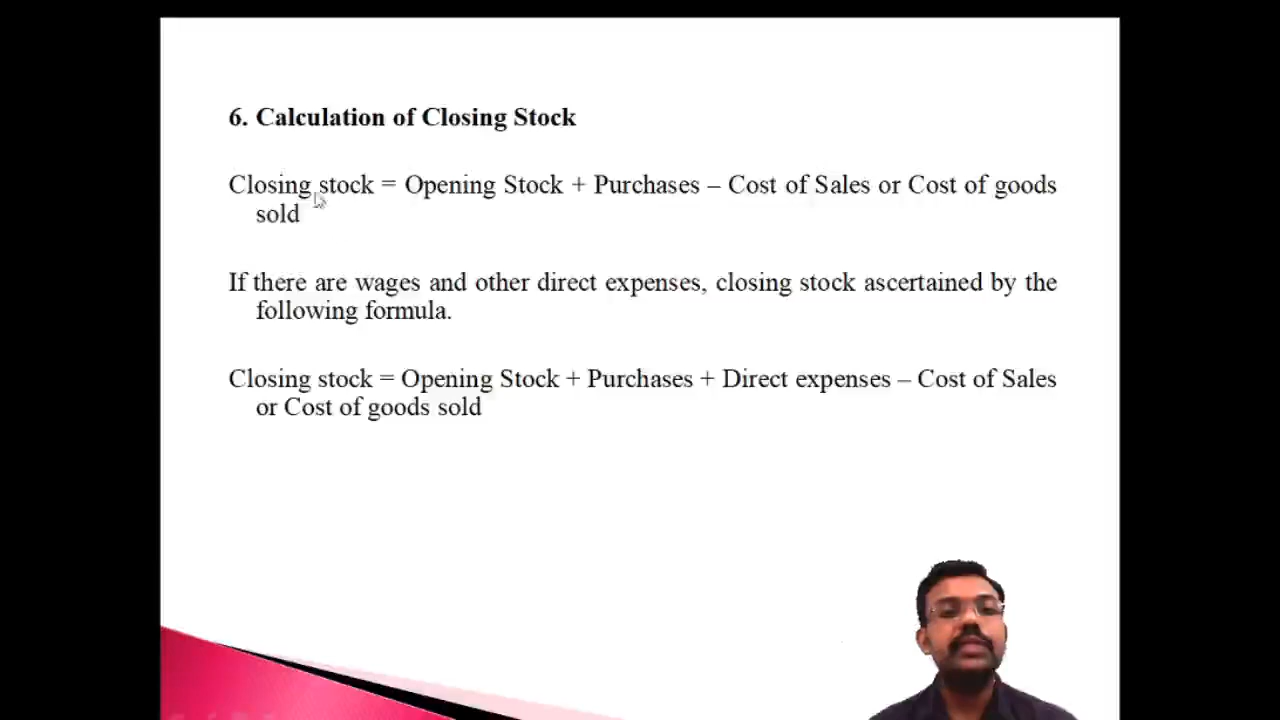 6. Calculation of Closing Stock
Closing stock = Opening Stock + Purchases – Cost of Sales or Cost of goods
sold
If there are wages and other direct expenses, closing stock ascertained by the
following formula.
Closing stock = Opening Stock + Purchases + Direct expenses – Cost of Sales
or Cost of goods sold